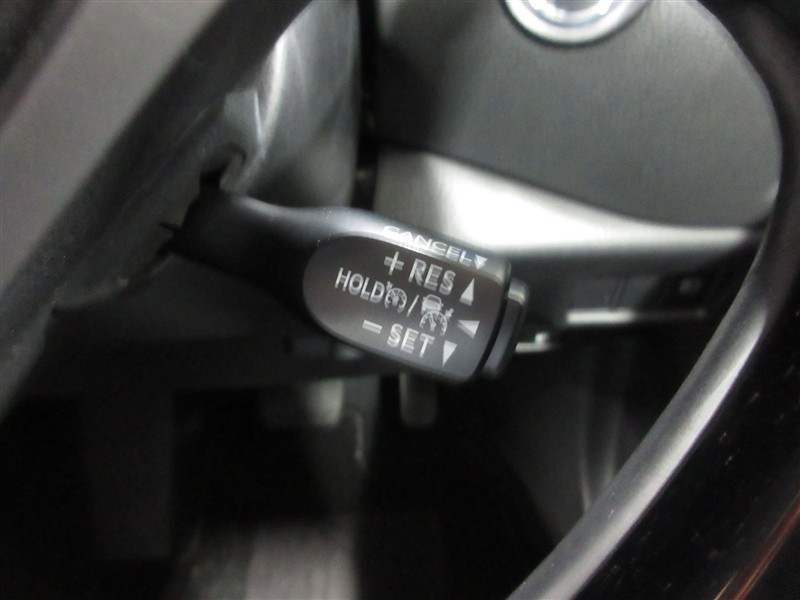 CANCEL
+ RES
HOLD /
- SET